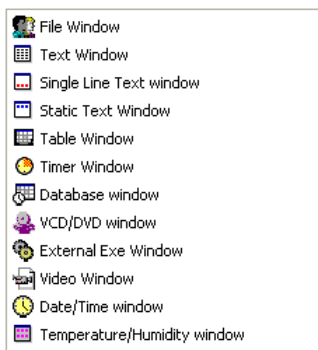 File Window
Text Window
Single Line Text window
Static Text Window
Table Window
Timer Window
Database window
VCD/DVD window
External Exe Window
Video Window
Date/Time window
Temperature/Humidity window